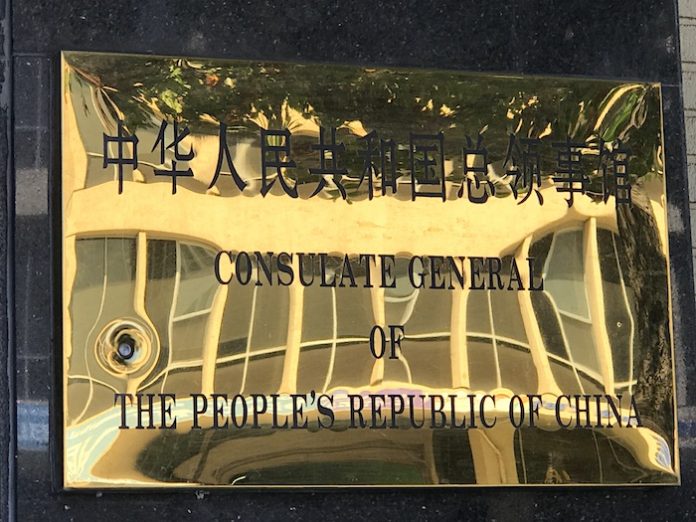 中华人民共和国总领事馆
CONSULATE GENERAL
OF
THE PEOPLE'S REPUBLIC OF CHINA